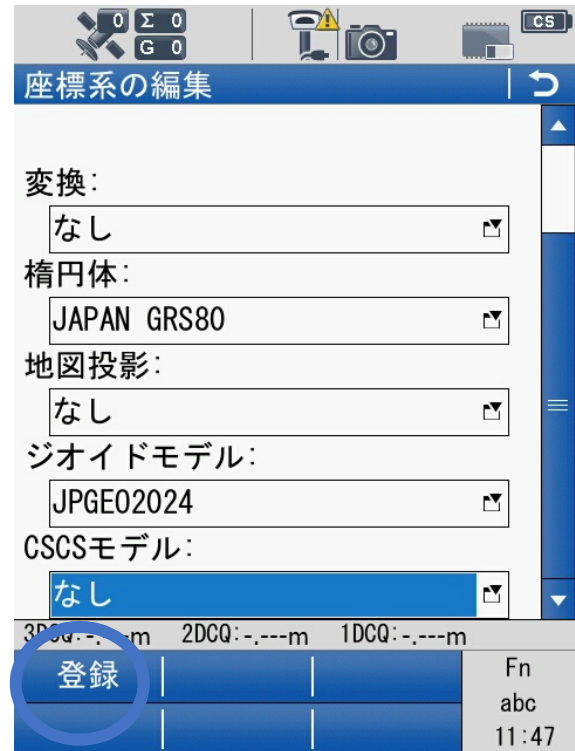 0 Σ 0
G 0
CS
座標系の編集
変換:
なし
楕円体:
JAPAN GRS80
地図投影:
なし
ジオイドモデル:
JPGEO2024
CSCSモデル:
なし
3DCQ:-.---m 2DCQ:-.---m 1DCQ:-.---m
登録
Fn
abc
11:47